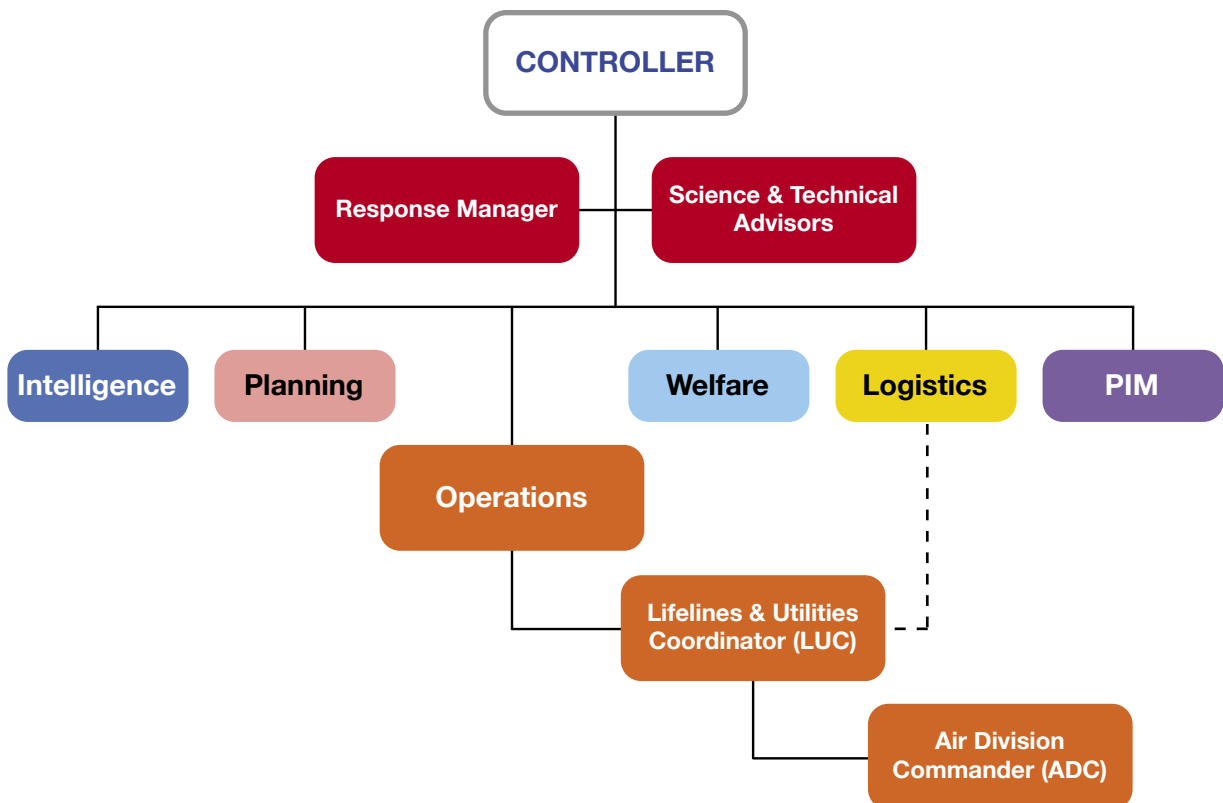 CONTROLLER
Response Manager
Science & Technical
Advisors
Intelligence
Planning
Welfare
Logistics
PIM
Operations
Lifelines & Utilities
Coordinator (LUC)
Air Division
Commander (ADC)